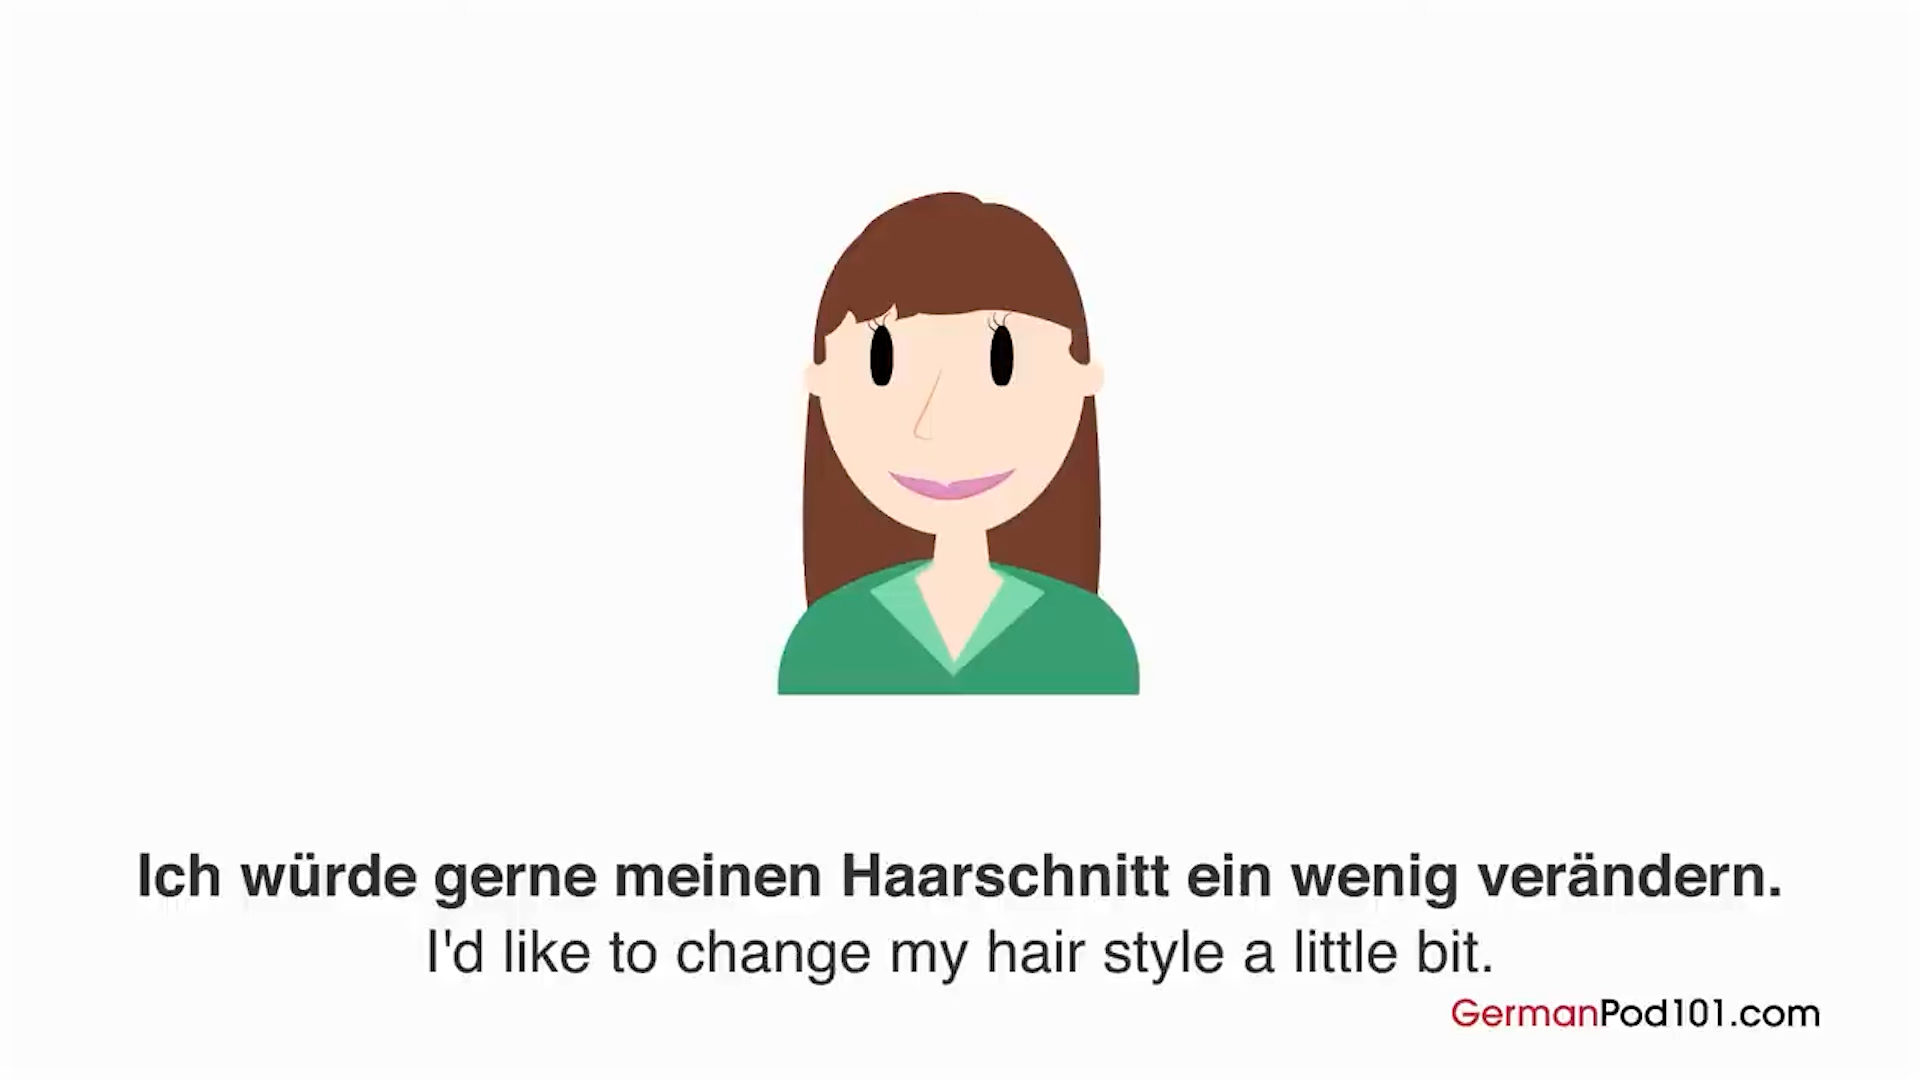 Ich würde gerne meinen Haarschnitt ein wenig verändern.
I'd like to change my hair style a little bit.
GermanPod101.com